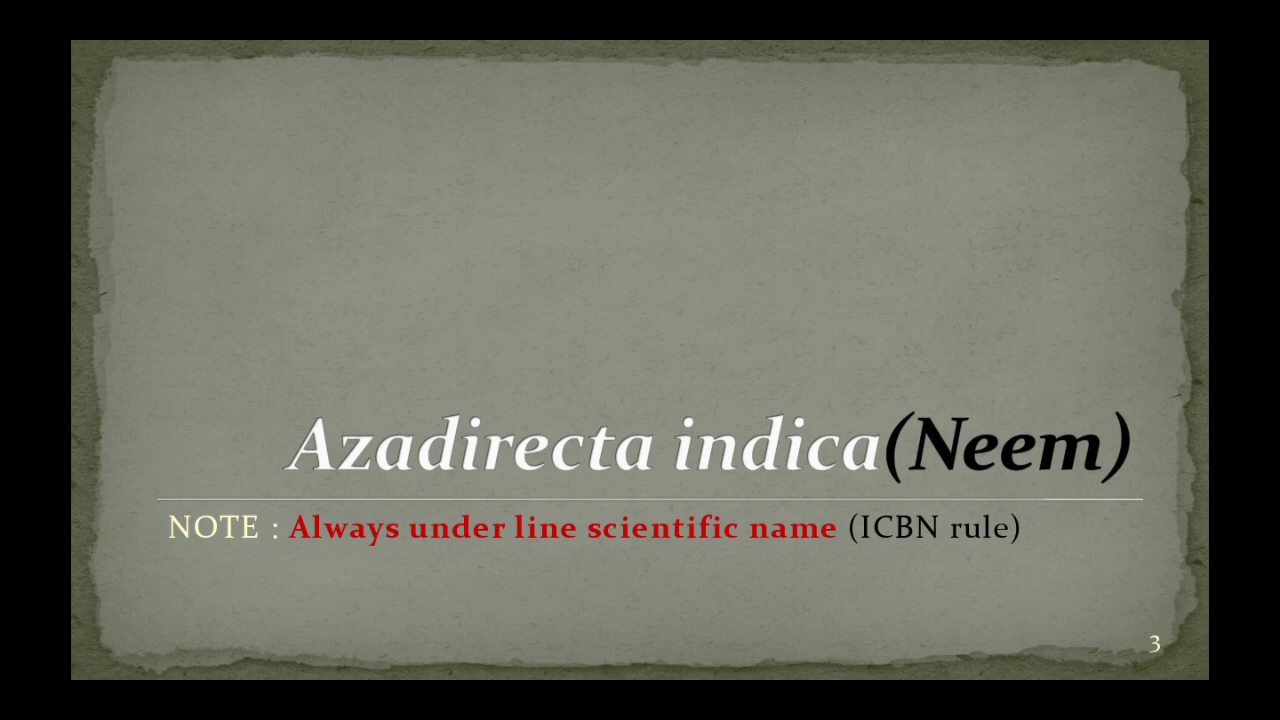 Azadirecta indica(Neem)
NOTE : Always under line scientific name (ICBN rule)
3